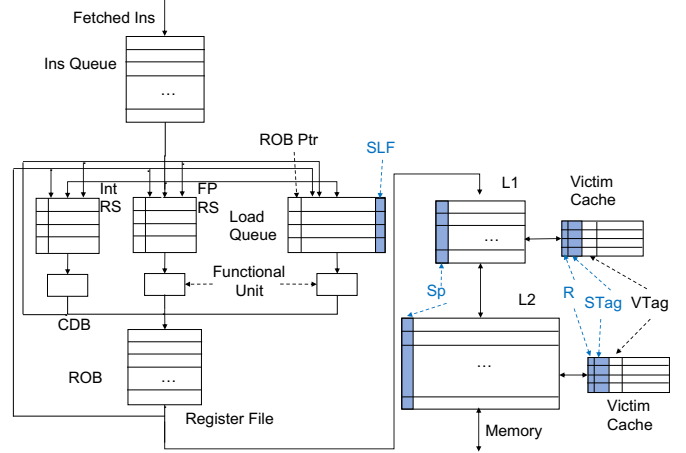 Fetched Ins
Ins Queue
...
ROB Ptr
SLF
Int
RS
FP
RS
Load
Queue
L1
Victim
Cache
...
Functional
Unit
Sp
R
STag
VTag
L2
CDB
ROB
...
...
Register File
Memory
Victim
Cache